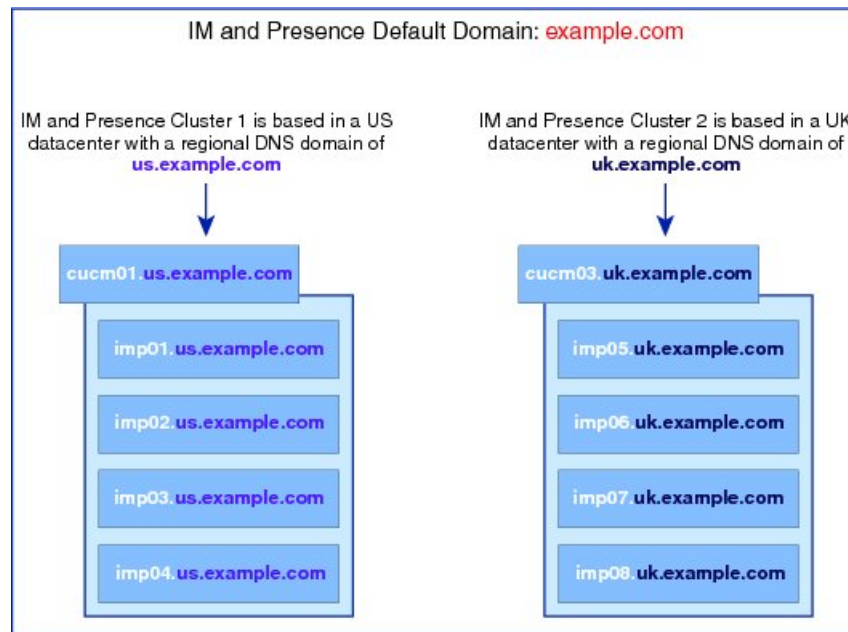 IM and Presence Default Domain: example.com
IM and Presence Cluster 1 is based in a US
datacenter with a regional DNS domain of
us.example.com
cucm01.us.example.com
imp01.us.example.com
imp02.us.example.com
imp03.us.example.com
imp04.us.example.com
IM and Presence Cluster 2 is based in a UK
datacenter with a regional DNS domain of
uk.example.com
cucm03.uk.example.com
imp05.uk.example.com
imp06.uk.example.com
imp07.uk.example.com
imp08.uk.example.com